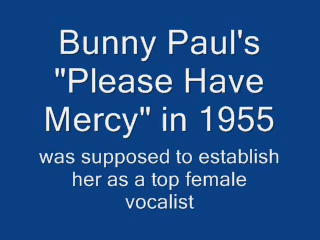 Bunny Paul's
"Please Have
Mercy" in 1955
was supposed to establish
her as a top female
vocalist